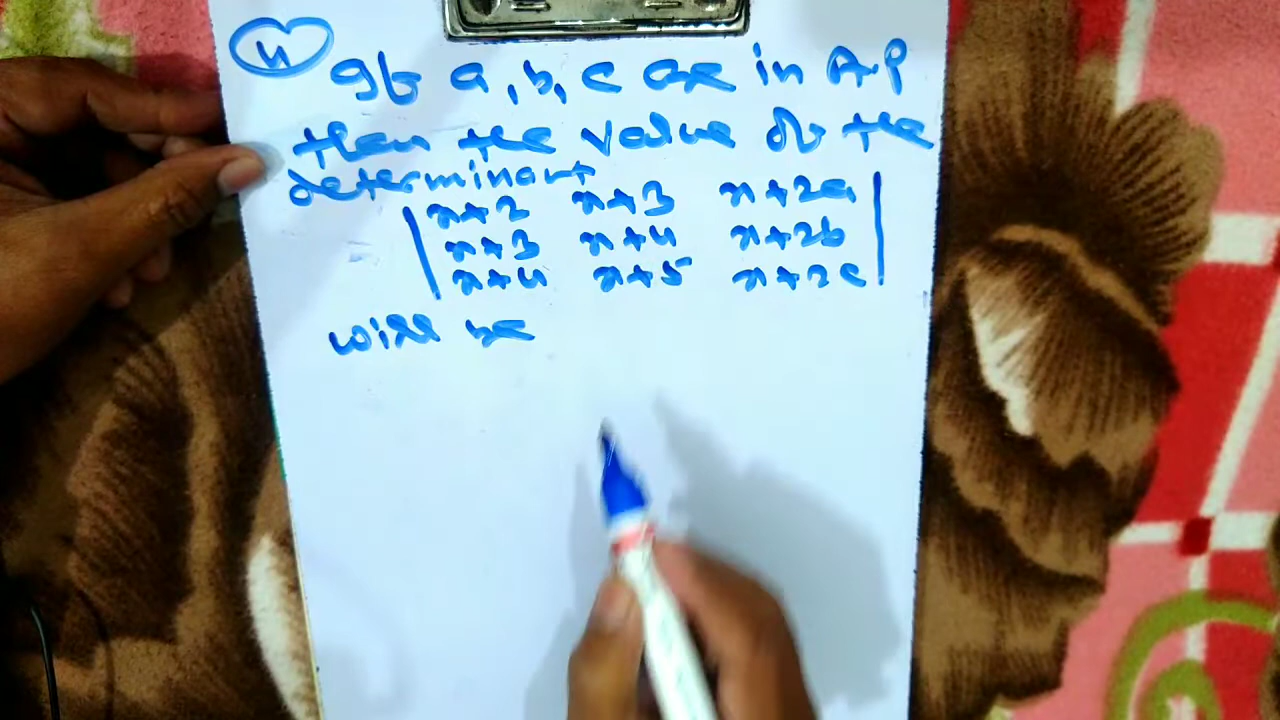 4
If a, b, c are in A.P
then the value of the
determinant
x+2 x+3 x+2a
x+3 x+4 x+2b
x+4 x+5 x+2c
will be